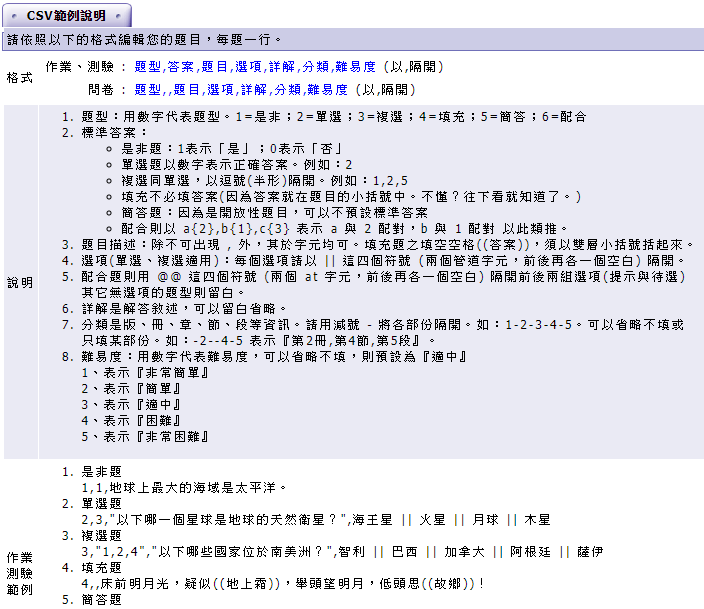 CSV範例說明
請依照以下的格式編輯您的題目，每題一行。
格式
作業、測驗：題型,答案,題目,選項,詳解,分類,難易度 (以,隔開)
問卷：題型,,題目,選項,詳解,分類,難易度 (以,隔開)
說明
1. 題型：用數字代表題型。1=是非；2=單選；3=複選；4=填充；5=簡答；6=配合
2. 標準答案：
是非題：1表示「是」；0表示「否」
單選題以數字表示正確答案。例如：2
複選同單選，以逗號(半形)隔開。例如：1,2,5
填充不必填答案(因為答案就在題目的小括號中。不懂？往下看就知道了。)
簡答題：因為是開放性題目，可以不預設標準答案
配合則以 a{2},b{1},c{3} 表示 a 與 2 配對，b 與 1 配對 以此類推。
3. 題目描述：除不可出現 , 外，其於字元均可。填充題之填空空格((答案))，須以雙層小括號括起來。
4. 選項(單選、複選適用)：每個選項請以 || 這四個符號 (兩個管道字元，前後再各一個空白) 隔開。
5. 配合題則用 @@ 這四個符號 (兩個 at 字元，前後再各一個空白) 隔開前後兩組選項(提示與待選)
其它無選項的題型則留白。
6. 詳解是解答敘述，可以留白省略。
7. 分類是版、冊、章、節、段等資訊。請用減號 - 將各部份隔開。如：1-2-3-4-5。可以省略不填或
只填某部份。如：-2--4-5 表示『第2冊,第4節,第5段』。
8. 難易度：用數字代表難易度，可以省略不填，則預設為『適中』
1、表示『非常簡單』
2、表示『簡單』
3、表示『適中』
4、表示『困難』
5、表示『非常困難』
作業
測驗
範例
1. 是非題
1,1,地球上最大的海域是太平洋。
2. 單選題
2,3,"以下哪一個星球是地球的天然衛星？",海王星 || 火星 || 月球 || 木星
3. 複選題
3,"1,2,4","以下哪些國家位於南美洲？",智利 || 巴西 || 加拿大 || 阿根廷 || 薩伊
4. 填充題
4,,床前明月光，疑似((地上霜))，舉頭望明月，低頭思((故鄉))！
5. 簡答題